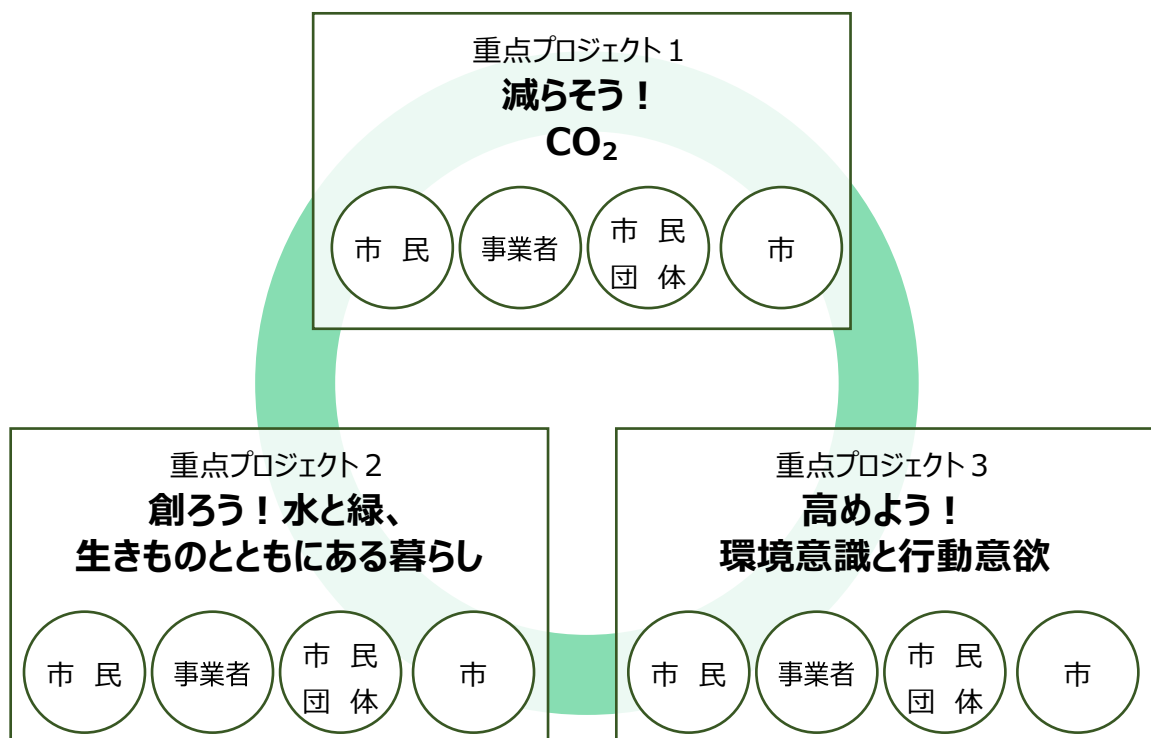 重点プロジェクト１
減らそう！
CO₂
市 民
事業者
市 民
団 体
市
重点プロジェクト２
創ろう！水と緑、
生きものとともにある暮らし
市 民
事業者
市 民
団 体
市
重点プロジェクト３
高めよう！
環境意識と行動意欲
市 民
事業者
市 民
団 体
市